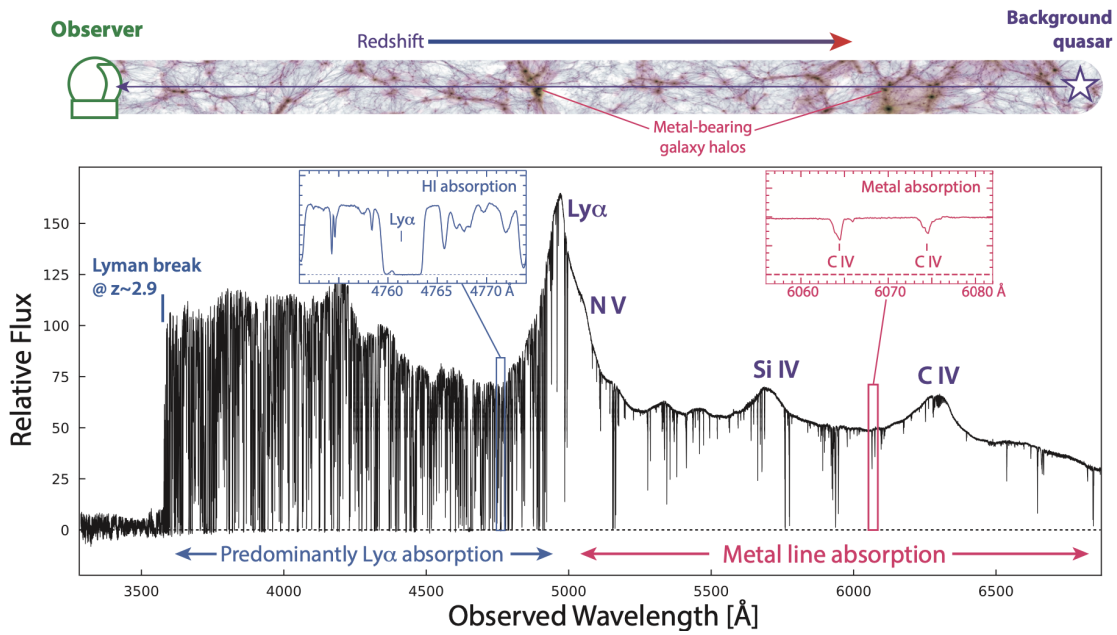 Observer
Redshift
Background
quasar
Metal-bearing
galaxy halos
HI absorption
Lyα
4760
4765
4770 Å
Metal absorption
C IV
C IV
6060
6070
6080 Å
Lyα
N V
Si IV
C IV
Lyman break
@ z~2.9
Relative Flux
150
125
100
75
50
25
0
Predominantly Lyα absorption
Metal line absorption
3500
4000
4500
5000
5500
6000
6500
Observed Wavelength [Å]